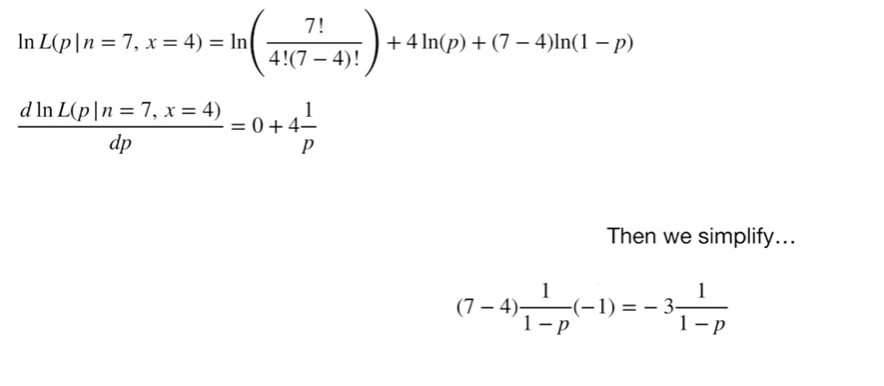 ln L(p|n = 7, x = 4) = ln( 7! / 4!(7 – 4)! ) + 4 ln(p) + (7 – 4)ln(1 – p)
d ln L(p|n = 7, x = 4) / dp = 0 + 4 1/p
Then we simplify…
(7 – 4) 1/(1 – p) (– 1) = – 3 1/(1 – p)